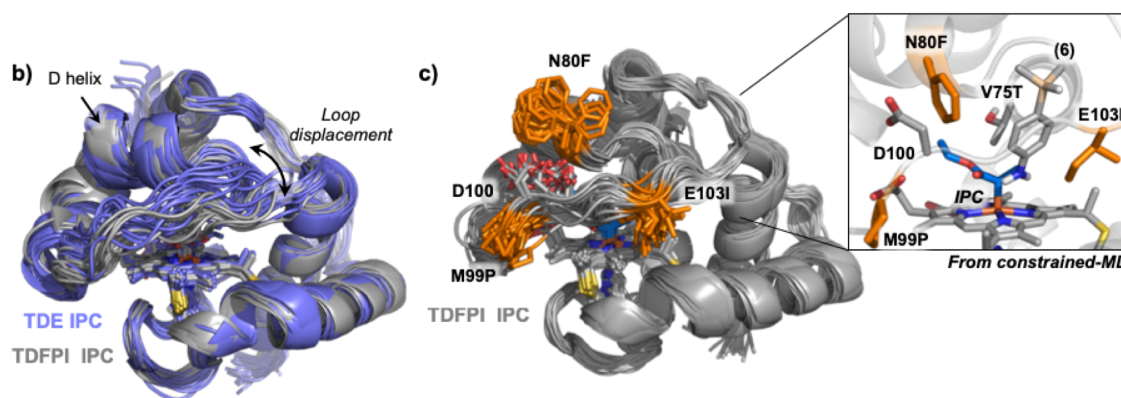 b)
D helix
Loop
displacement
TDE IPC
TDFPI IPC
c)
N80F
D100
E103I
M99P
TDFPI IPC
N80F
(6)
V75T
E103I
D100
IPC
M99P
From constrained-MD